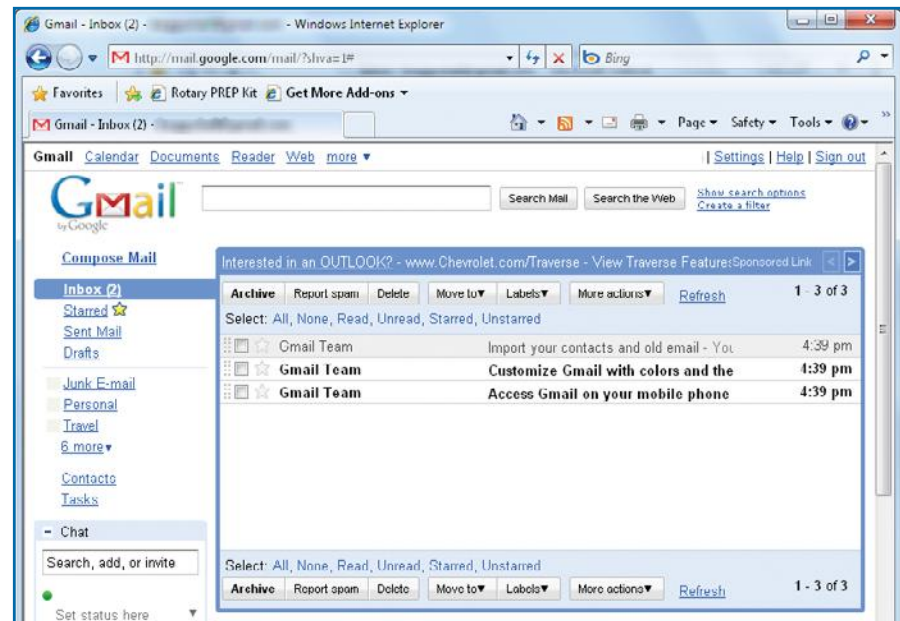 Gmail - Inbox (2) - - Windows Internet Explorer
http://mail.google.com/mail/?shva=1#
Bing
Favorites Rotary PREP Kit Get More Add-ons
Gmail - Inbox (2) - Page Safety Tools
Gmail Calendar Documents Reader Web more ▼ | Settings | Help | Sign out
Gmail
by Google
Search Mail Search the Web
Show search options
Create a filter
Compose Mail
Inbox (2)
Starred
Sent Mail
Drafts
Junk E-mail
Personal
Travel
6 more ▼
Contacts
Tasks
– Chat
Search, add, or invite
Set status here ▼
Interested in an OUTLOOK? - www.Chevrolet.com/Traverse - View Traverse Features Sponsored Link < >
Archive Report spam Delete Move to▼ Labels▼ More actions▼ Refresh 1 - 3 of 3
Select: All, None, Read, Unread, Starred, Unstarred
Gmail Team Import your contacts and old email - You 4:39 pm
Gmail Team Customize Gmail with colors and the 4:39 pm
Gmail Team Access Gmail on your mobile phone 4:39 pm
Select: All, None, Read, Unread, Starred, Unstarred
Archive Report spam Delete Move to▼ Labels▼ More actions▼ Refresh 1 - 3 of 3